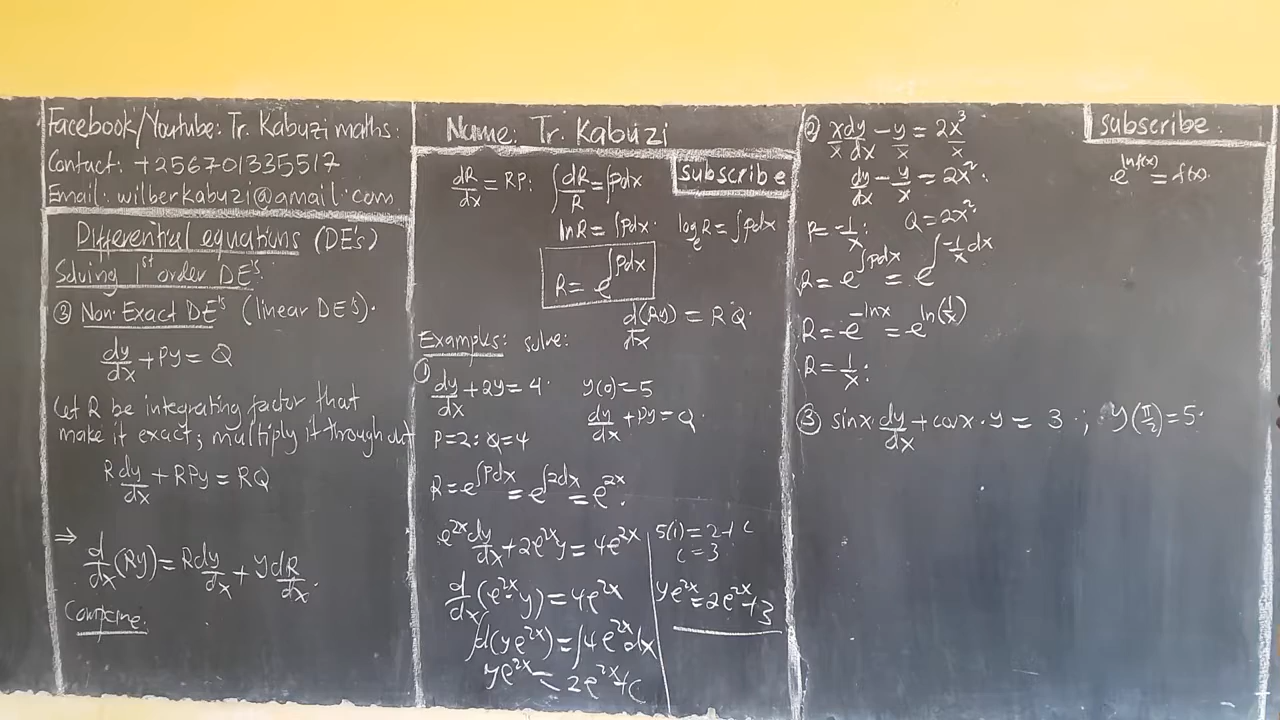 Facebook/Youtube: Tr. Kabuzi maths:
Contact: +256701335517
Email: wilberkabuzi@gmail.com
Differential equations (DE's)
Solving 1st order DE's.
③ Non Exact DE's (linear DE's).
dy/dx + Py = Q
Let R be integrating factor that
make it exact; multiply it through out
R dy/dx + RPy = RQ
⇒ d/dx (Ry) = R dy/dx + y dR/dx.
Compare.
Name: Tr. Kabuzi
Subscribe
dR/dx = RP: ∫ dR/R = ∫Pdx
lnR = ∫Pdx. logₑR = ∫Pdx
R = e^∫Pdx
d(Ry)/dx = RQ.
Examples: solve:
① dy/dx + 2y = 4. y(0) = 5
dy/dx + Py = Q.
P=2: Q=4
R = e^∫Pdx = e^∫2dx = e^2x.
e^2x dy/dx + 2e^2x y = 4e^2x
d/dx (e^2x y) = 4e^2x
∫d(ye^2x) = ∫4e^2x dx
ye^2x = 2e^2x + C
5(1) = 2 + C
C = 3
ye^2x = 2e^2x + 3
② x/x dy/dx − y/x = 2x³/x
dy/dx − y/x = 2x².
P = −1/x: Q = 2x².
R = e^∫Pdx = e^∫−1/x dx
R = e^−lnx = e^ln(1/x)
R = 1/x:
③ sinx dy/dx + cosx·y = 3 ; y(π/2) = 5.
subscribe.
e^lnf(x) = f(x).